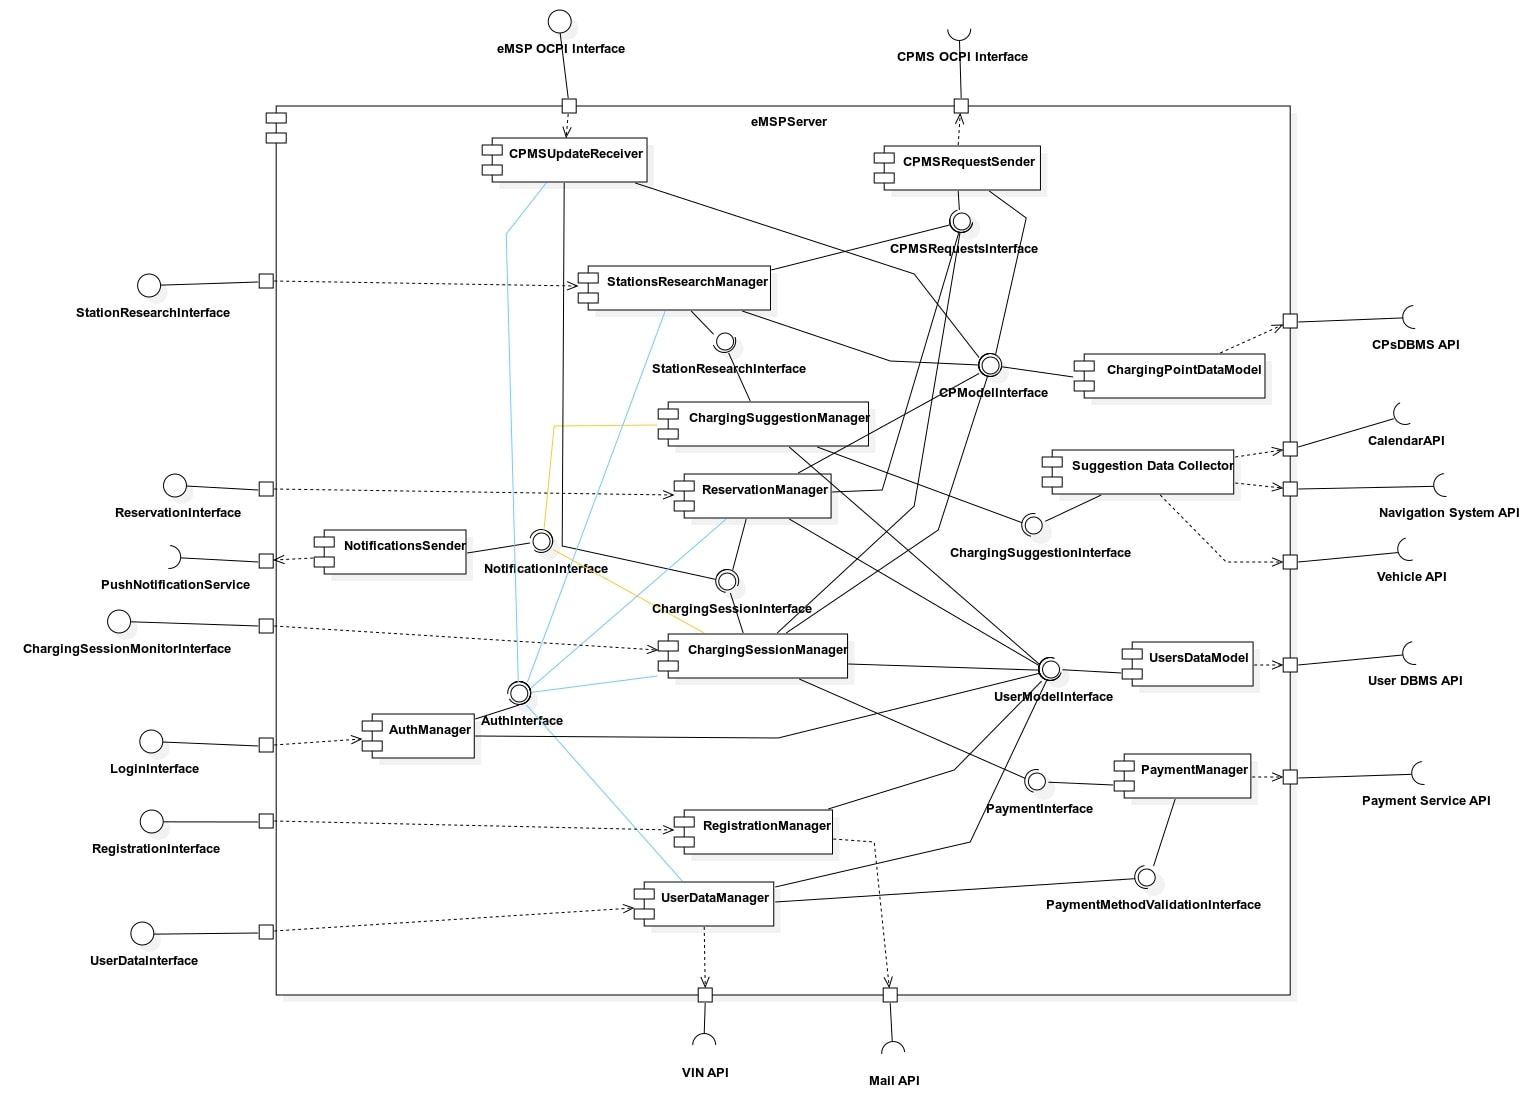 eMSP OCPI Interface
CPMS OCPI Interface
eMSPServer
CPMSUpdateReceiver
CPMSRequestSender
CPMSRequestsInterface
StationsResearchManager
StationResearchInterface
CPsDBMS API
StationResearchInterface
ChargingPointDataModel
CPModelInterface
ChargingSuggestionManager
CalendarAPI
Suggestion Data Collector
ReservationManager
ReservationInterface
Navigation System API
NotificationsSender
ChargingSuggestionInterface
NotificationInterface
Vehicle API
PushNotificationService
ChargingSessionInterface
ChargingSessionMonitorInterface
ChargingSessionManager
UsersDataModel
User DBMS API
UserModelInterface
AuthInterface
AuthManager
LoginInterface
PaymentManager
Payment Service API
PaymentInterface
RegistrationManager
RegistrationInterface
UserDataManager
PaymentMethodValidationInterface
UserDataInterface
VIN API
Mail API